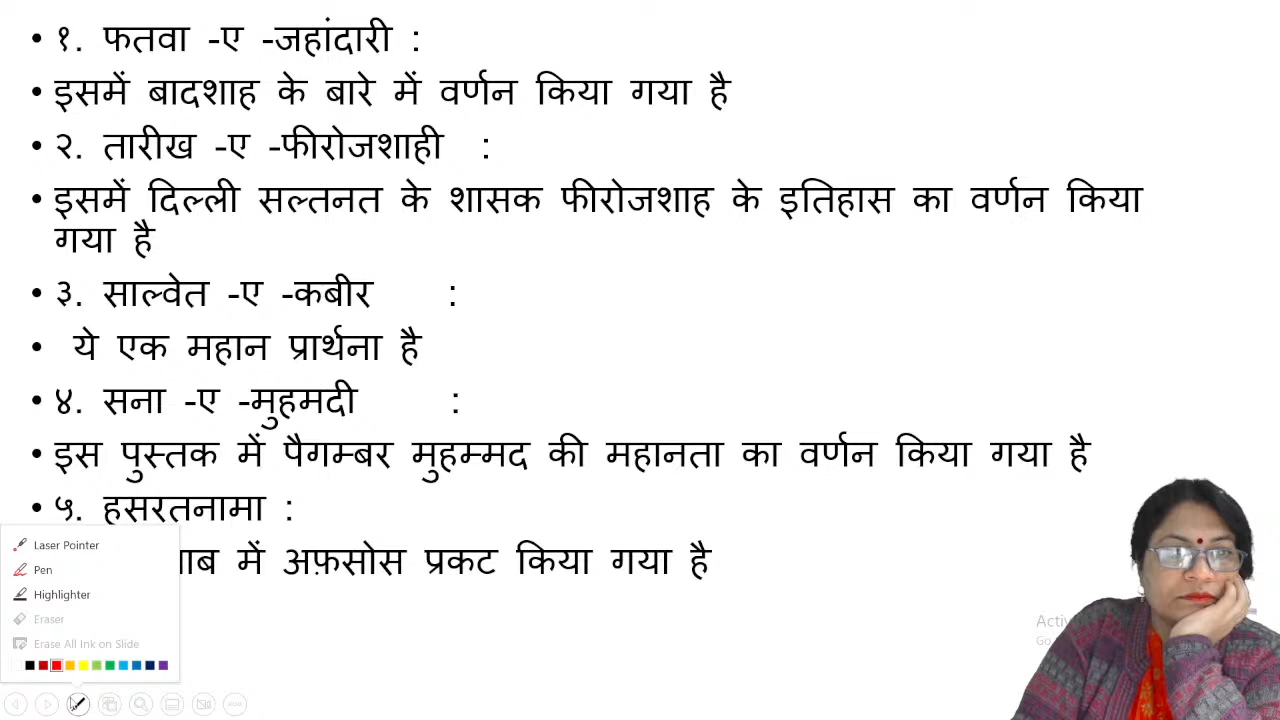 • १. फतवा -ए -जहांदारी :
• इसमें बादशाह के बारे में वर्णन किया गया है
• २. तारीख -ए -फीरोजशाही :
• इसमें दिल्ली सल्तनत के शासक फीरोजशाह के इतिहास का वर्णन किया
गया है
• ३. साल्वेत -ए -कबीर :
• ये एक महान प्रार्थना है
• ४. सना -ए -मुहमदी :
• इस पुस्तक में पैगम्बर मुहम्मद की महानता का वर्णन किया गया है
• ५. हसरतनामा :
में अफ़सोस प्रकट किया गया है
Laser Pointer
Pen
Highlighter
Eraser
Erase All Ink on Slide